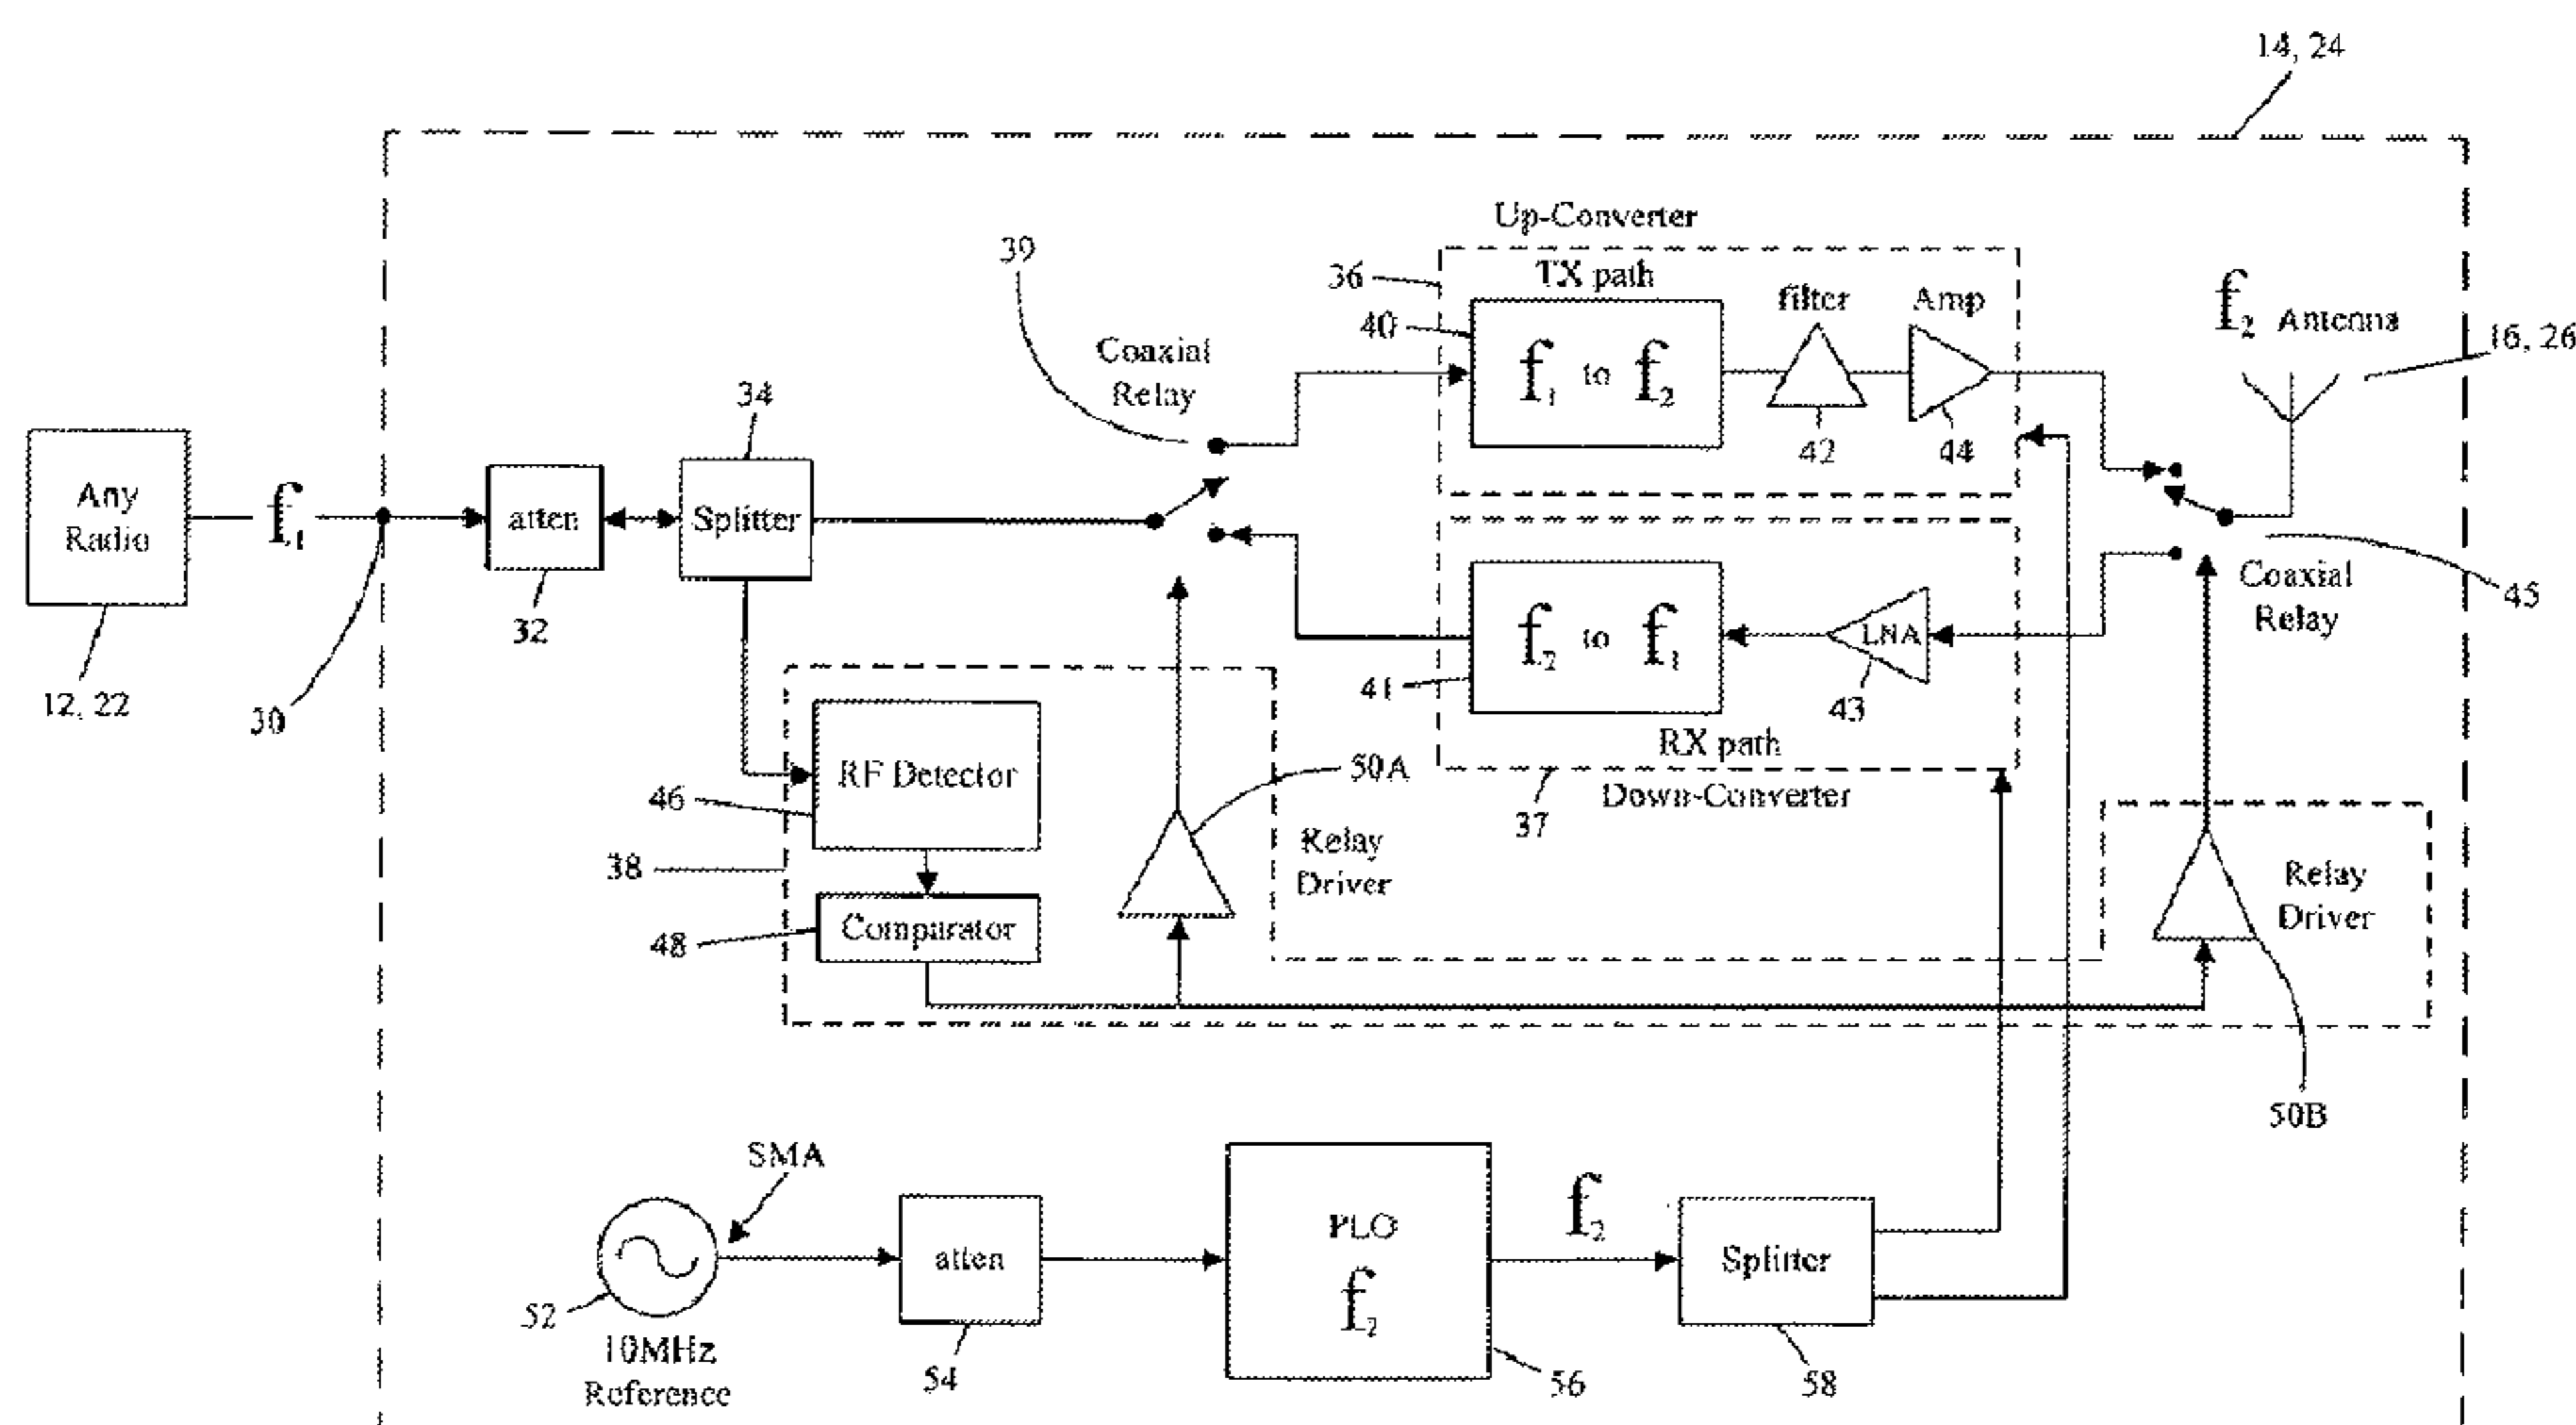 14, 24
Up-Converter
39
36
TX path
filter
Amp
f₂ Antenna
40
16, 26
Coaxial
Relay
f₁ to f₂
34
42
44
Any
Radio
f₁
atten
Splitter
32
f₂ to f₁
LNA
Coaxial
Relay
45
12, 22
30
41
43
RX path
RF Detector
50A
37
Down-Converter
46
38
Relay
Driver
Relay
Driver
Comparator
48
50B
SMA
f₂
PLO
f₂
atten
Splitter
52
10MHz
Reference
54
56
58